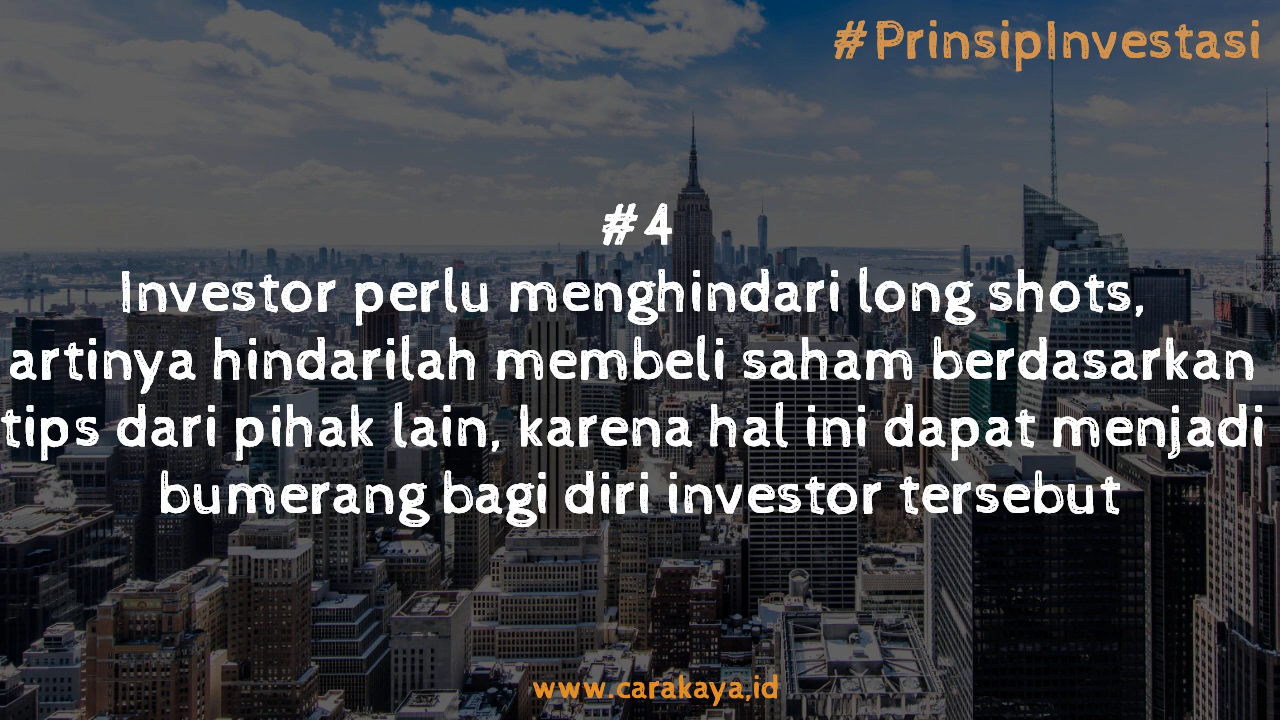 #PrinsipInvestasi
#4
Investor perlu menghindari long shots,
artinya hindarilah membeli saham berdasarkan
tips dari pihak lain, karena hal ini dapat menjadi
bumerang bagi diri investor tersebut
www.carakaya,id